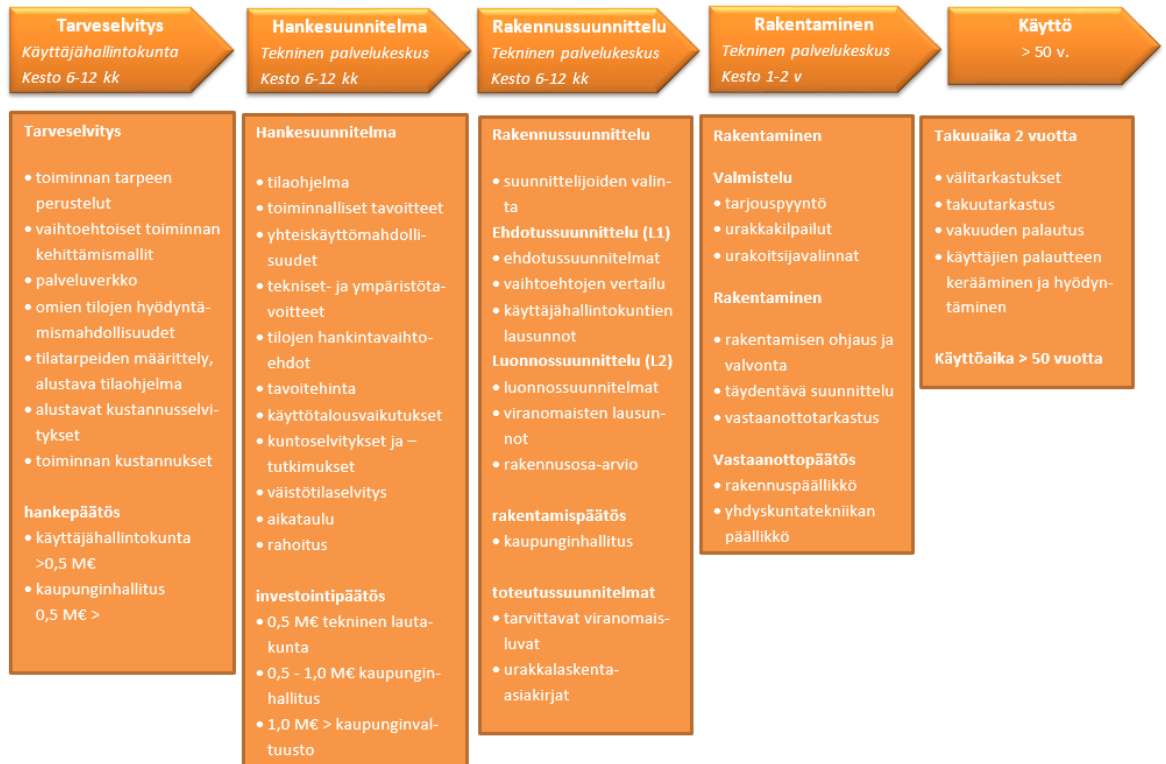 Tarveselvitys
Käyttäjähallintokunta
Kesto 6-12 kk
Hankesuunnitelma
Tekninen palvelukeskus
Kesto 6-12 kk
Rakennussuunnittelu
Tekninen palvelukeskus
Kesto 6-12 kk
Rakentaminen
Tekninen palvelukeskus
Kesto 1-2 v
Käyttö
> 50 v.
Tarveselvitys
• toiminnan tarpeen
perustelut
• vaihtoehtoiset toiminnan
kehittämismallit
• palveluverkko
• omien tilojen hyödyntä-
mismahdollisuudet
• tilatarpeiden määrittely,
alustava tilaohjelma
• alustavat kustannusselvi-
tykset
• toiminnan kustannukset
hankepäätös
• käyttäjähallintokunta
>0,5 M€
• kaupunginhallitus
0,5 M€ >
Hankesuunnitelma
• tilaohjelma
• toiminnalliset tavoitteet
• yhteiskäyttömahdolli-
suudet
• tekniset- ja ympäristöta-
voitteet
• tilojen hankintavaihto-
ehdot
• tavoitehinta
• käyttötalousvaikutukset
• kuntoselvitykset ja –
tutkimukset
• väistötilaselvitys
• aikataulu
• rahoitus
investointipäätös
• 0,5 M€ tekninen lauta-
kunta
• 0,5 - 1,0 M€ kaupungin-
hallitus
• 1,0 M€ > kaupunginval-
tuusto
Rakennussuunnittelu
• suunnittelijoiden valin-
ta
Ehdotussuunnittelu (L1)
• ehdotussuunnitelmat
• vaihtoehtojen vertailu
• käyttäjähallintokuntien
lausunnot
Luonnossuunnittelu (L2)
• luonnossuunnitelmat
• viranomaisten lausun-
not
• rakennusosa-arvio
rakentamispäätös
• kaupunginhallitus
toteutussuunnitelmat
• tarvittavat viranomais-
luvat
• urakkalaskenta-
asiakirjat
Rakentaminen
Valmistelu
• tarjouspyyntö
• urakkakilpailut
• urakoitsijavalinnat
Rakentaminen
• rakentamisen ohjaus ja
valvonta
• täydentävä suunnittelu
• vastaanottotarkastus
Vastaanottopäätös
• rakennuspäällikkö
• yhdyskuntatekniikan
päällikkö
Takuuaika 2 vuotta
• välitarkastukset
• takuutarkastus
• vakuuden palautus
• käyttäjien palautteen
kerääminen ja hyödyn-
täminen
Käyttöaika > 50 vuotta